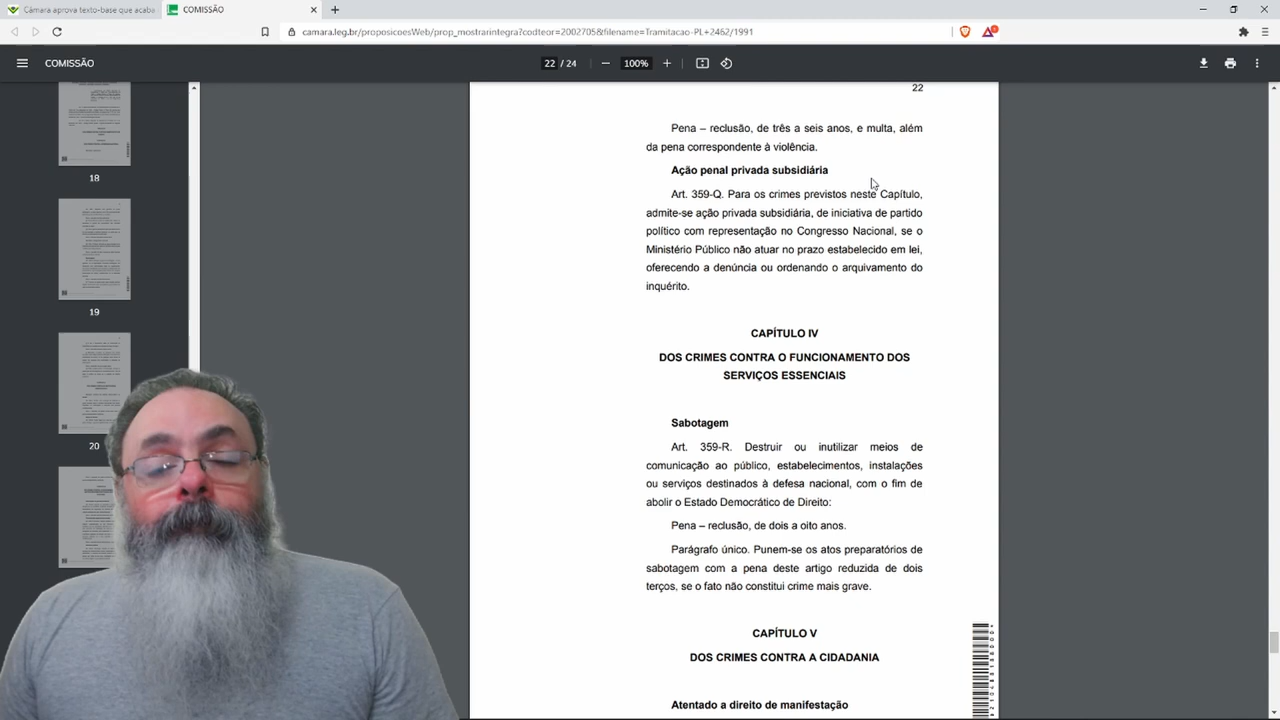 Câmara aprova texto-base que acaba
COMISSÃO
camara.leg.br/proposicoesWeb/prop_mostrarintegra?codteor=2002705&filename=Tramitacao-PL+2462/1991
COMISSÃO
22 / 24
100%
18
19
20
22
Pena – reclusão, de três a seis anos, e multa, além
da pena correspondente à violência.
Ação penal privada subsidiária
Art. 359-Q. Para os crimes previstos neste Capítulo,
admite-se ação privada subsidiária, de iniciativa de partido
político com representação no Congresso Nacional, se o
Ministério Público não atuar no prazo estabelecido em lei,
oferecendo a denúncia ou ordenando o arquivamento do
inquérito.
CAPÍTULO IV
DOS CRIMES CONTRA O FUNCIONAMENTO DOS
SERVIÇOS ESSENCIAIS
Sabotagem
Art. 359-R. Destruir ou inutilizar meios de
comunicação ao público, estabelecimentos, instalações
ou serviços destinados à defesa nacional, com o fim de
abolir o Estado Democrático de Direito:
Pena – reclusão, de dois a oito anos.
Parágrafo único. Punem-se os atos preparatórios de
sabotagem com a pena deste artigo reduzida de dois
terços, se o fato não constitui crime mais grave.
CAPÍTULO V
DOS CRIMES CONTRA A CIDADANIA
Atentado a direito de manifestação